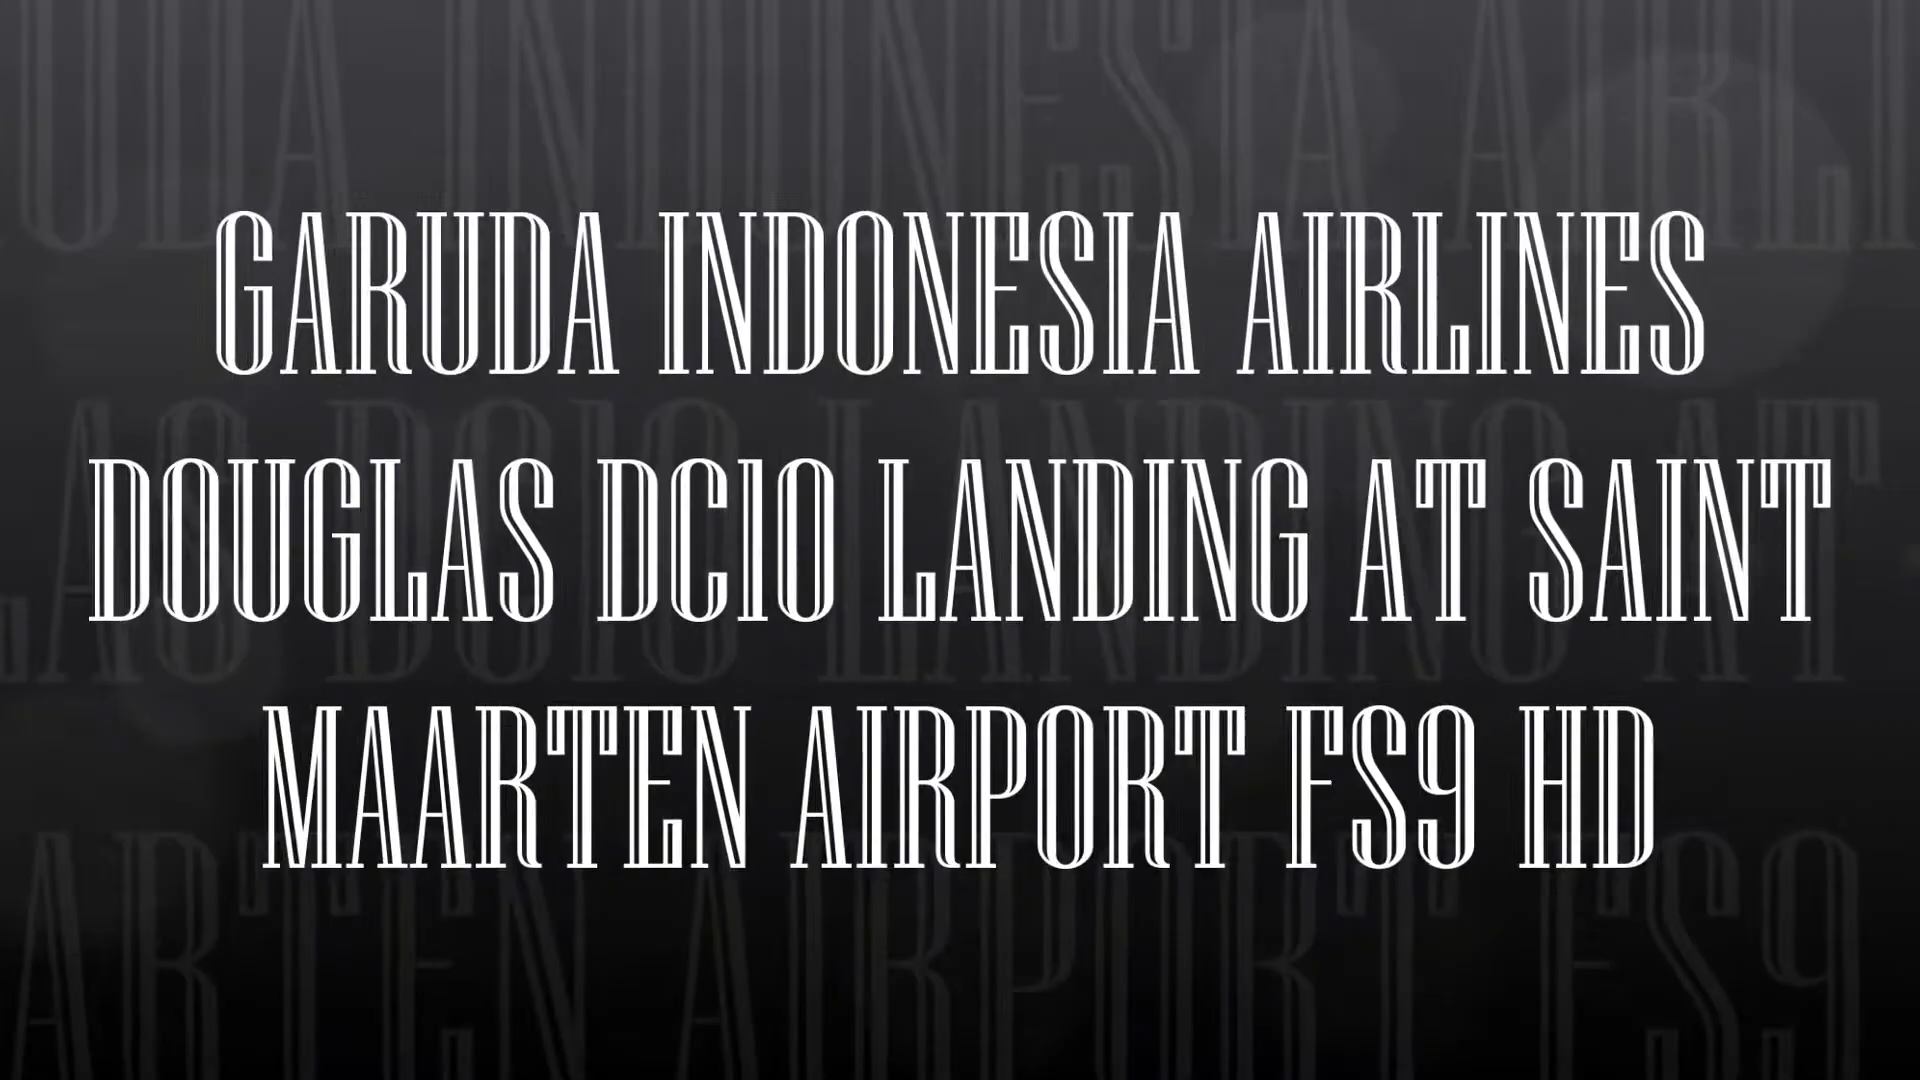 GARUDA INDONESIA AIRLINES
DOUGLAS DC10 LANDING AT SAINT
MAARTEN AIRPORT FS9 HD